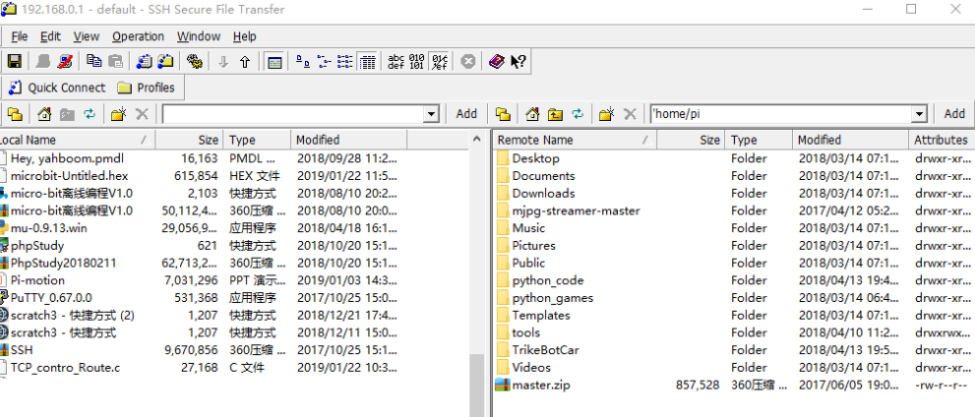 192.168.0.1 - default - SSH Secure File Transfer
File Edit View Operation Window Help
Quick Connect Profiles
Add 'home/pi Add
Local Name / Size Type Modified
Hey, yahboom.pmdl 16,163 PMDL ... 2018/09/28 11:2...
microbit-Untitled.hex 615,854 HEX 文件 2019/01/22 11:5...
micro-bit离线编程V1.0 2,103 快捷方式 2018/08/10 20:2...
micro-bit离线编程V1.0 50,112,4... 360压缩 ... 2018/08/10 20:0...
mu-0.9.13.win 29,056,9... 应用程序 2018/04/18 16:1...
phpStudy 621 快捷方式 2018/10/20 15:1...
PhpStudy20180211 62,713,2... 360压缩 ... 2018/10/20 15:1...
Pi-motion 7,031,296 PPT 演示... 2019/01/03 14:3...
PuTTY_0.67.0.0 531,368 应用程序 2017/10/25 15:0...
scratch3 - 快捷方式 (2) 1,207 快捷方式 2018/12/21 17:4...
scratch3 - 快捷方式 1,207 快捷方式 2018/12/11 15:0...
SSH 9,670,856 360压缩 ... 2017/10/25 15:1...
TCP_contro_Route.c 27,168 C 文件 2019/01/22 10:3...
Remote Name / Size Type Modified Attributes
Desktop Folder 2018/03/14 07:1... drwxr-xr...
Documents Folder 2018/03/14 07:1... drwxr-xr...
Downloads Folder 2018/03/14 07:1... drwxr-xr...
mjpg-streamer-master Folder 2017/04/12 05:2... drwxr-xr...
Music Folder 2018/03/14 07:1... drwxr-xr...
Pictures Folder 2018/03/14 07:1... drwxr-xr...
Public Folder 2018/03/14 07:1... drwxr-xr...
python_code Folder 2018/04/13 19:4... drwxr-xr...
python_games Folder 2018/03/14 06:4... drwxr-xr...
Templates Folder 2018/03/14 07:1... drwxr-xr...
tools Folder 2018/04/10 11:2... drwxrwx...
TrikeBotCar Folder 2018/04/13 19:5... drwxr-xr...
Videos Folder 2018/03/14 07:1... drwxr-xr...
master.zip 857,528 360压缩 ... 2017/06/05 19:0... -rw-r--r--